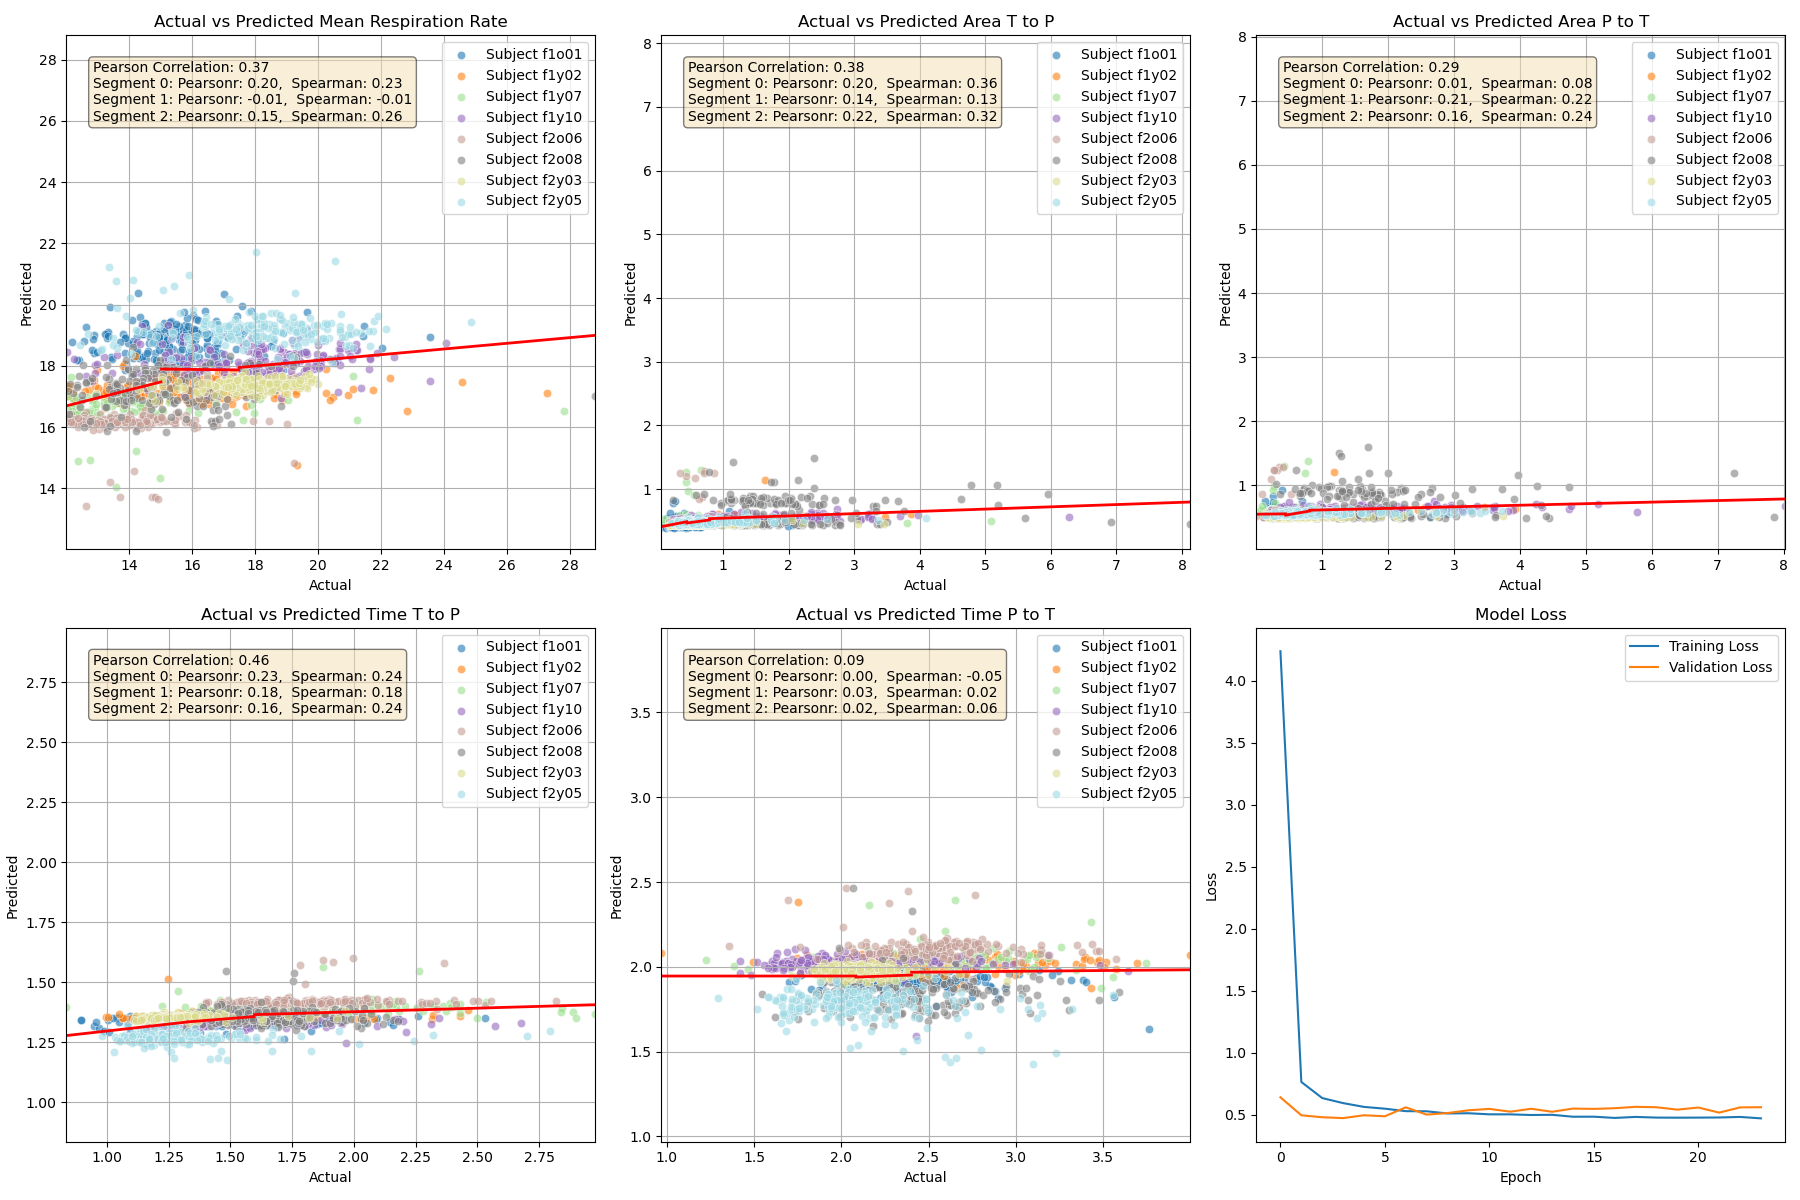 Actual vs Predicted Mean Respiration Rate
Pearson Correlation: 0.37
Segment 0: Pearsonr: 0.20,  Spearman: 0.23
Segment 1: Pearsonr: -0.01,  Spearman: -0.01
Segment 2: Pearsonr: 0.15,  Spearman: 0.26
Subject f1o01
Subject f1y02
Subject f1y07
Subject f1y10
Subject f2o06
Subject f2o08
Subject f2y03
Subject f2y05
Predicted
28
26
24
22
20
18
16
14
14 16 18 20 22 24 26 28
Actual
Actual vs Predicted Area T to P
Pearson Correlation: 0.38
Segment 0: Pearsonr: 0.20,  Spearman: 0.36
Segment 1: Pearsonr: 0.14,  Spearman: 0.13
Segment 2: Pearsonr: 0.22,  Spearman: 0.32
Subject f1o01
Subject f1y02
Subject f1y07
Subject f1y10
Subject f2o06
Subject f2o08
Subject f2y03
Subject f2y05
Predicted
8
7
6
5
4
3
2
1
1 2 3 4 5 6 7 8
Actual
Actual vs Predicted Area P to T
Pearson Correlation: 0.29
Segment 0: Pearsonr: 0.01,  Spearman: 0.08
Segment 1: Pearsonr: 0.21,  Spearman: 0.22
Segment 2: Pearsonr: 0.16,  Spearman: 0.24
Subject f1o01
Subject f1y02
Subject f1y07
Subject f1y10
Subject f2o06
Subject f2o08
Subject f2y03
Subject f2y05
Predicted
8
7
6
5
4
3
2
1
1 2 3 4 5 6 7 8
Actual
Actual vs Predicted Time T to P
Pearson Correlation: 0.46
Segment 0: Pearsonr: 0.23,  Spearman: 0.24
Segment 1: Pearsonr: 0.18,  Spearman: 0.18
Segment 2: Pearsonr: 0.16,  Spearman: 0.24
Subject f1o01
Subject f1y02
Subject f1y07
Subject f1y10
Subject f2o06
Subject f2o08
Subject f2y03
Subject f2y05
Predicted
2.75
2.50
2.25
2.00
1.75
1.50
1.25
1.00
1.00 1.25 1.50 1.75 2.00 2.25 2.50 2.75
Actual
Actual vs Predicted Time P to T
Pearson Correlation: 0.09
Segment 0: Pearsonr: 0.00,  Spearman: -0.05
Segment 1: Pearsonr: 0.03,  Spearman: 0.02
Segment 2: Pearsonr: 0.02,  Spearman: 0.06
Subject f1o01
Subject f1y02
Subject f1y07
Subject f1y10
Subject f2o06
Subject f2o08
Subject f2y03
Subject f2y05
Predicted
3.5
3.0
2.5
2.0
1.5
1.0
1.0 1.5 2.0 2.5 3.0 3.5
Actual
Model Loss
Training Loss
Validation Loss
Loss
4.0
3.5
3.0
2.5
2.0
1.5
1.0
0.5
0 5 10 15 20
Epoch